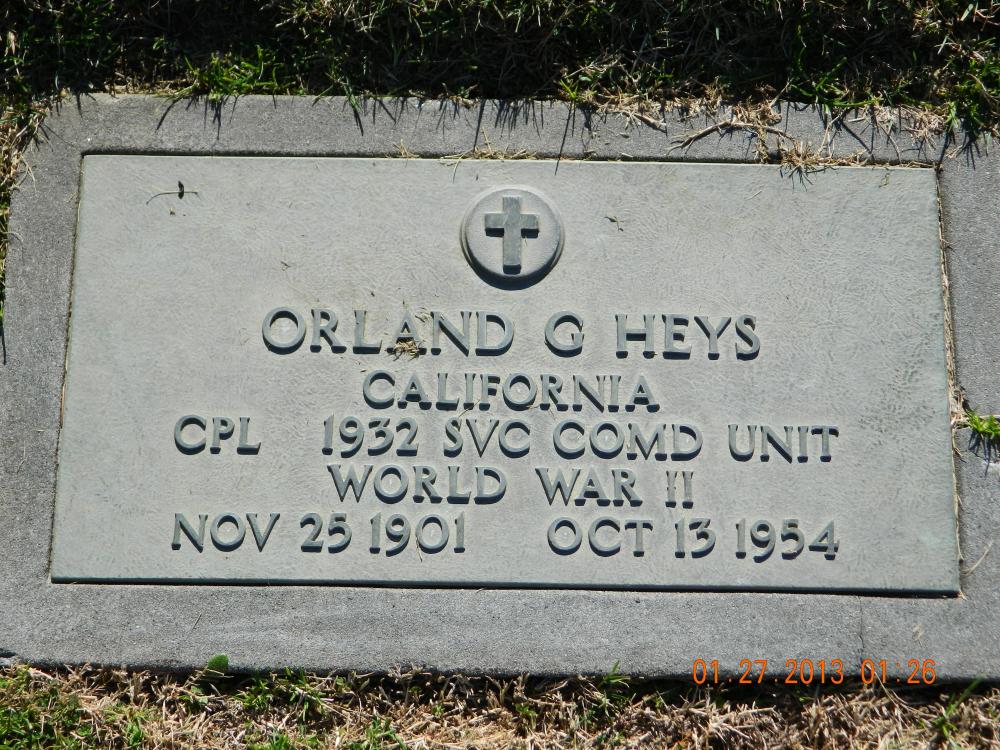 ORLAND G HEYS
CALIFORNIA
CPL 1932 SVC COMD UNIT
WORLD WAR II
NOV 25 1901 OCT 13 1954
01.27.2013 01:26